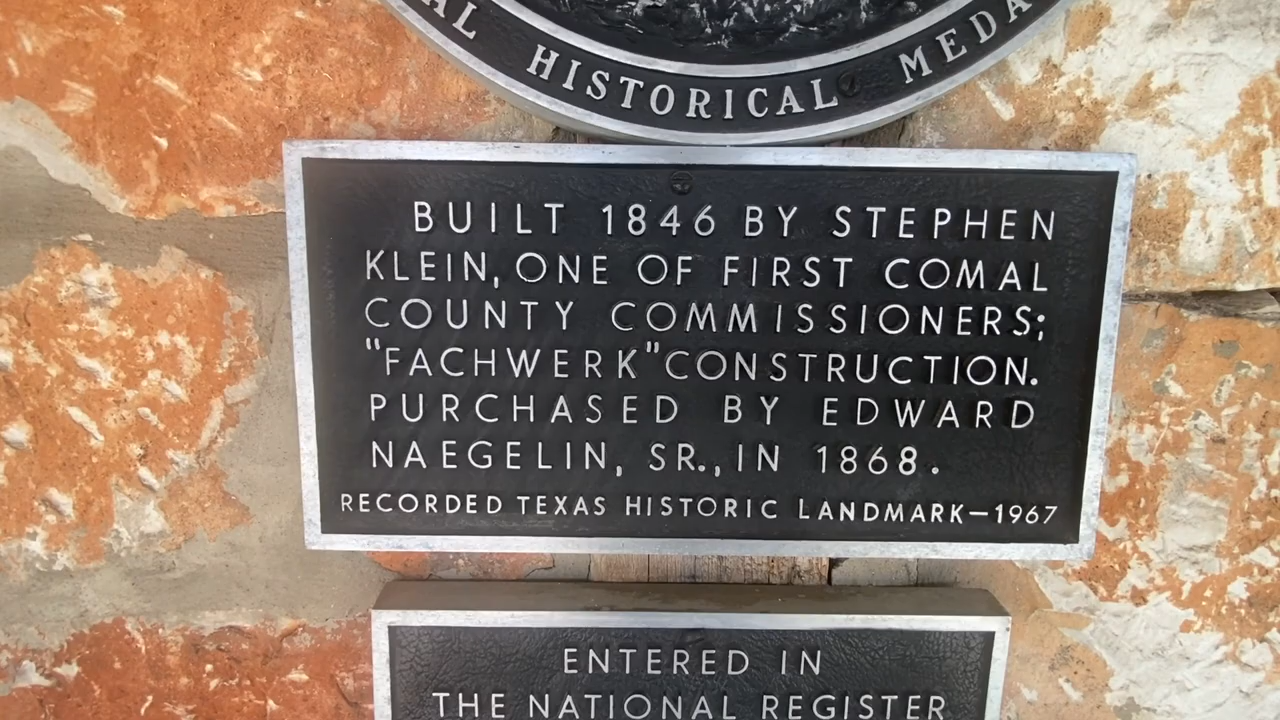 HISTORICAL
BUILT 1846 BY STEPHEN
KLEIN, ONE OF FIRST COMAL
COUNTY COMMISSIONERS;
"FACHWERK" CONSTRUCTION.
PURCHASED BY EDWARD
NAEGELIN, SR., IN 1868.
RECORDED TEXAS HISTORIC LANDMARK—1967
ENTERED IN
THE NATIONAL REGISTER